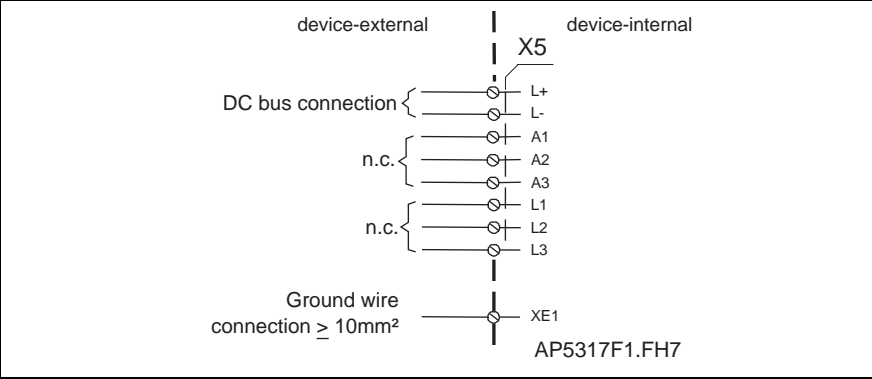 device-external device-internal
X5
DC bus connection L+
L-
A1
n.c. A2
A3
L1
n.c. L2
L3
Ground wire
connection ≥ 10mm² XE1
AP5317F1.FH7